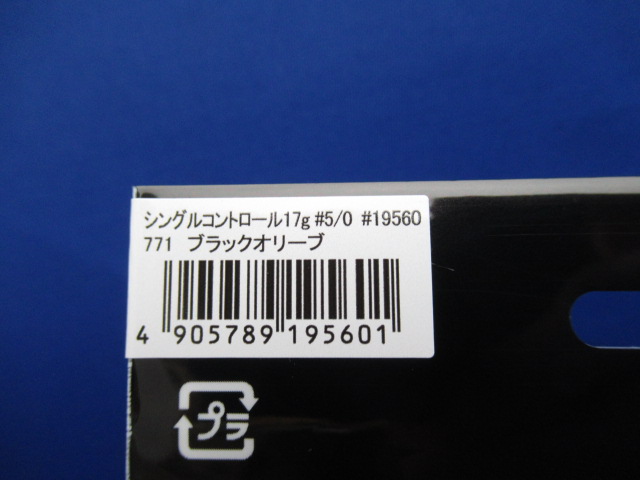 シングルコントロール17g #5/0 #19560
771 ブラックオリーブ
4 905789 195601
プラ